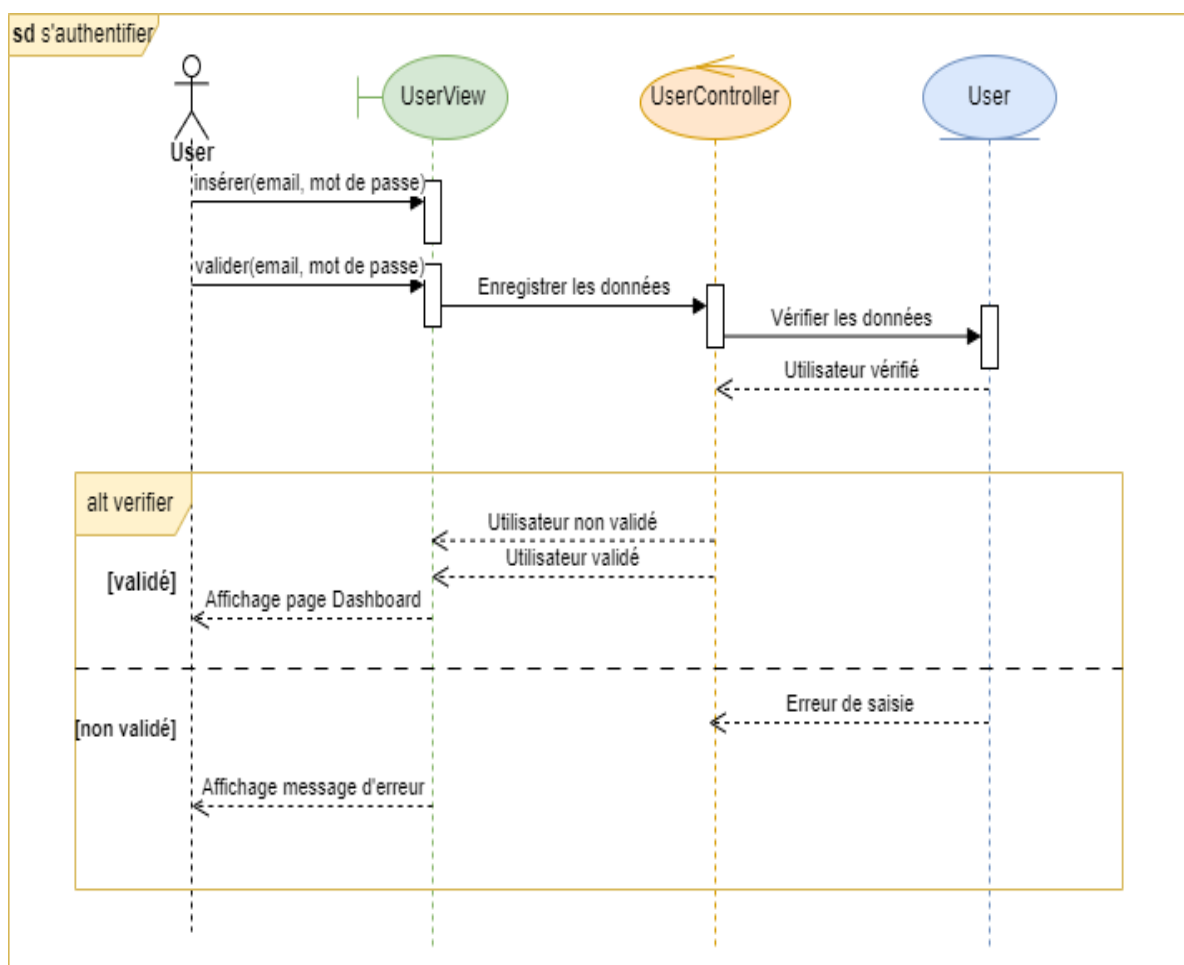 sd s'authentifier
User
UserView
UserController
User
insérer(email, mot de passe)
valider(email, mot de passe)
Enregistrer les données
Vérifier les données
Utilisateur vérifié
alt verifier
Utilisateur non validé
Utilisateur validé
[validé]
Affichage page Dashboard
Erreur de saisie
[non validé]
Affichage message d'erreur